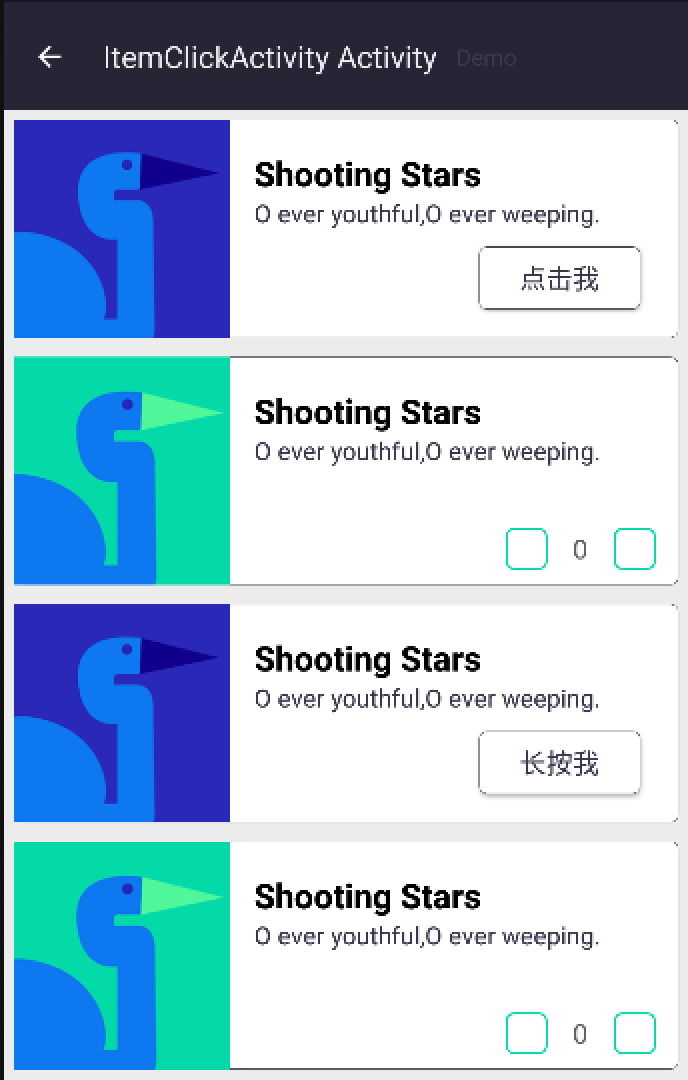 ItemClickActivity Activity Demo
Shooting Stars
O ever youthful,O ever weeping.
点击我
Shooting Stars
O ever youthful,O ever weeping.
0
Shooting Stars
O ever youthful,O ever weeping.
长按我
Shooting Stars
O ever youthful,O ever weeping.
0